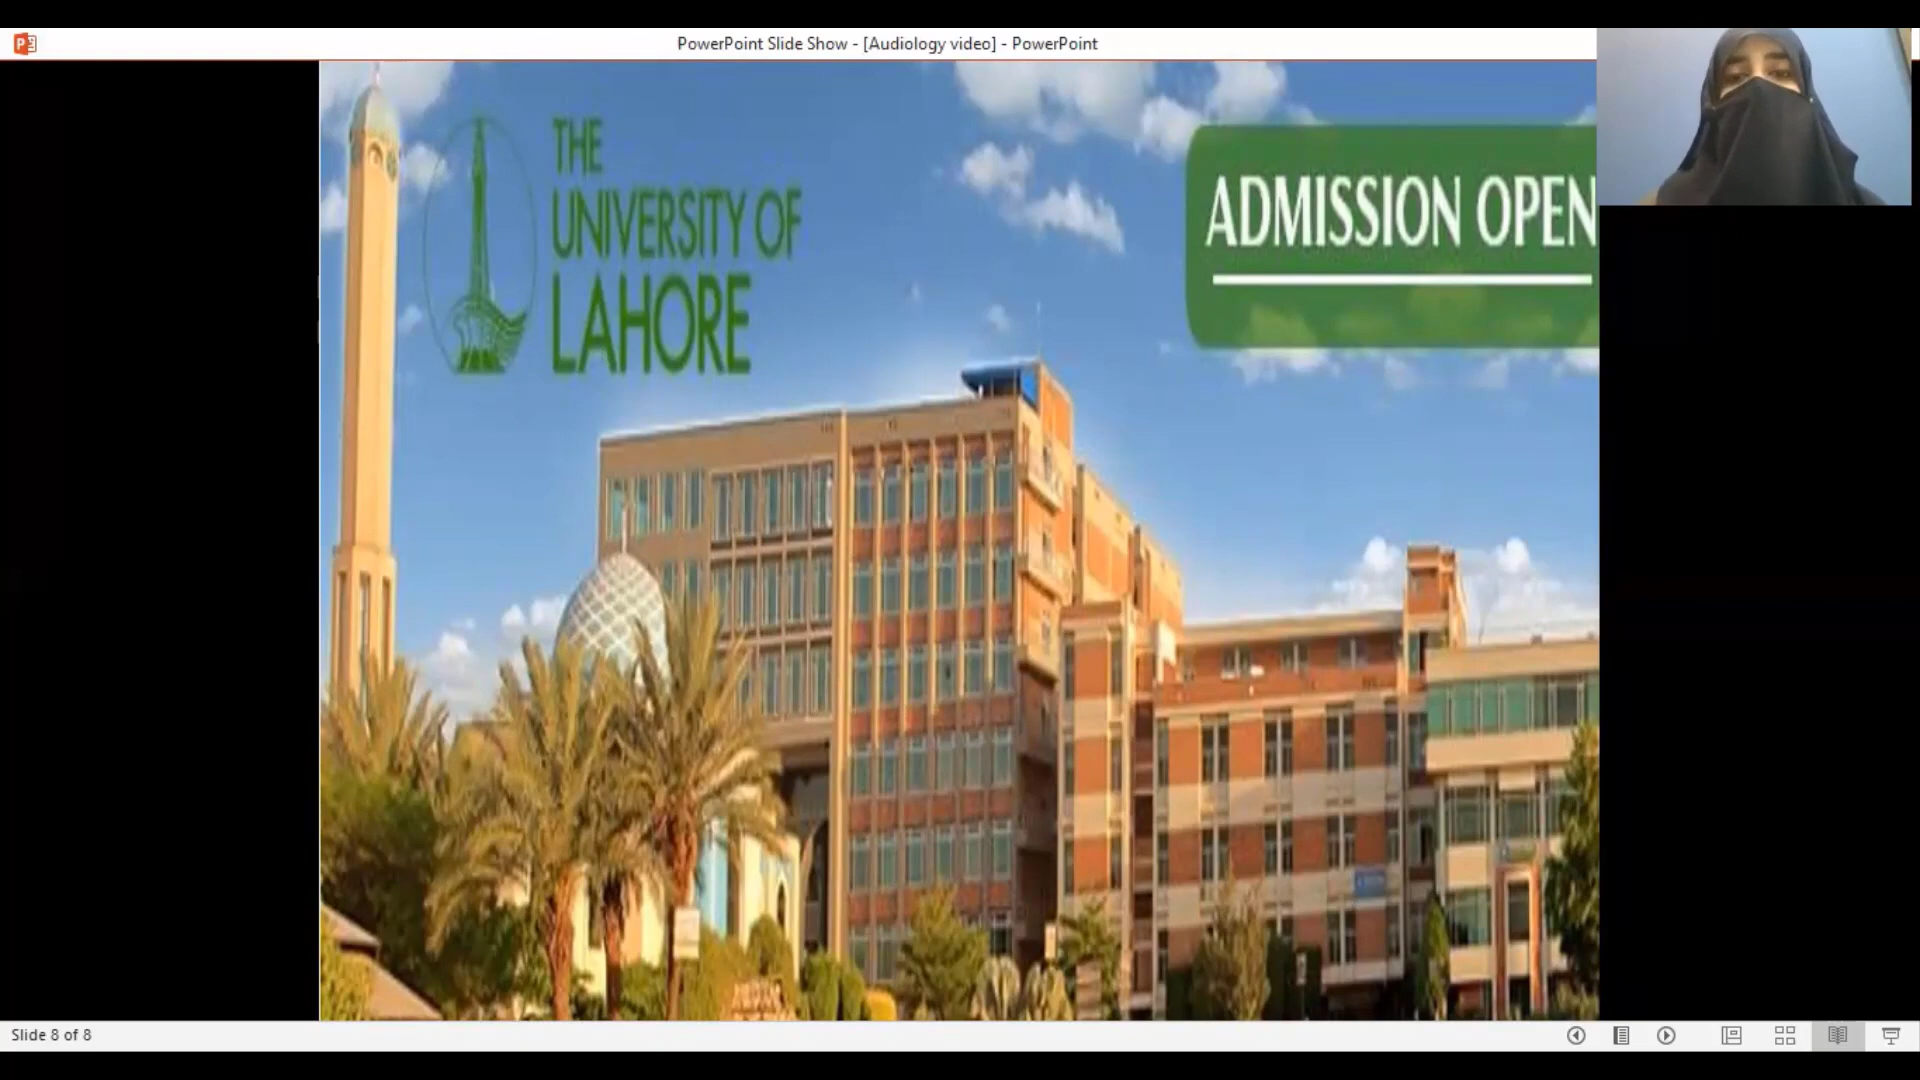 PowerPoint Slide Show - [Audiology video] - PowerPoint
THE
UNIVERSITY OF
LAHORE
ADMISSION OPEN
Slide 8 of 8